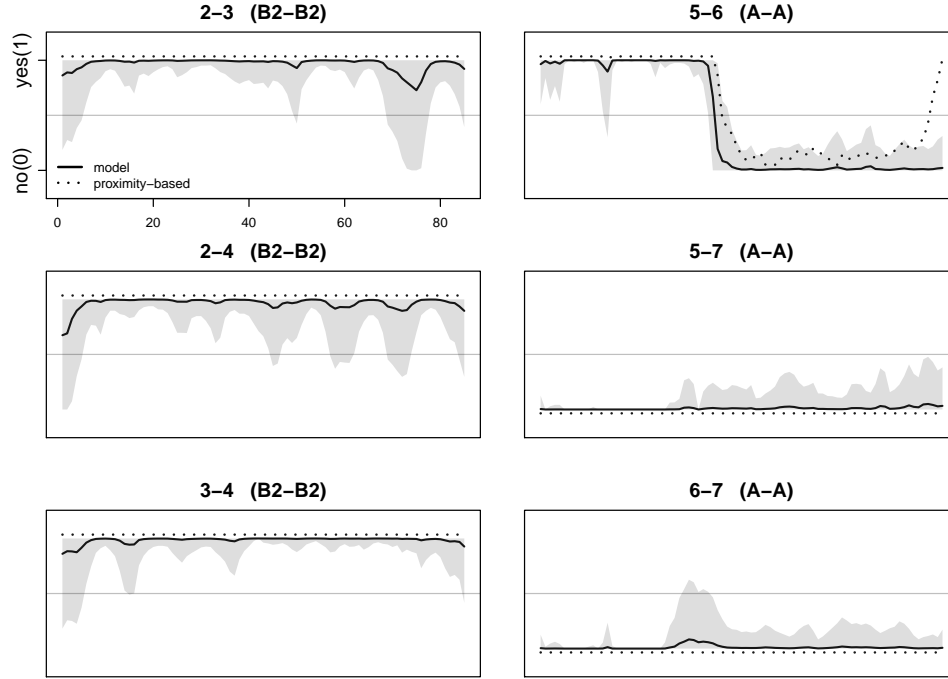 2−3 (B2−B2)
yes(1)
no(0)
model
proximity−based
0 20 40 60 80
5−6 (A−A)
2−4 (B2−B2)
5−7 (A−A)
3−4 (B2−B2)
6−7 (A−A)